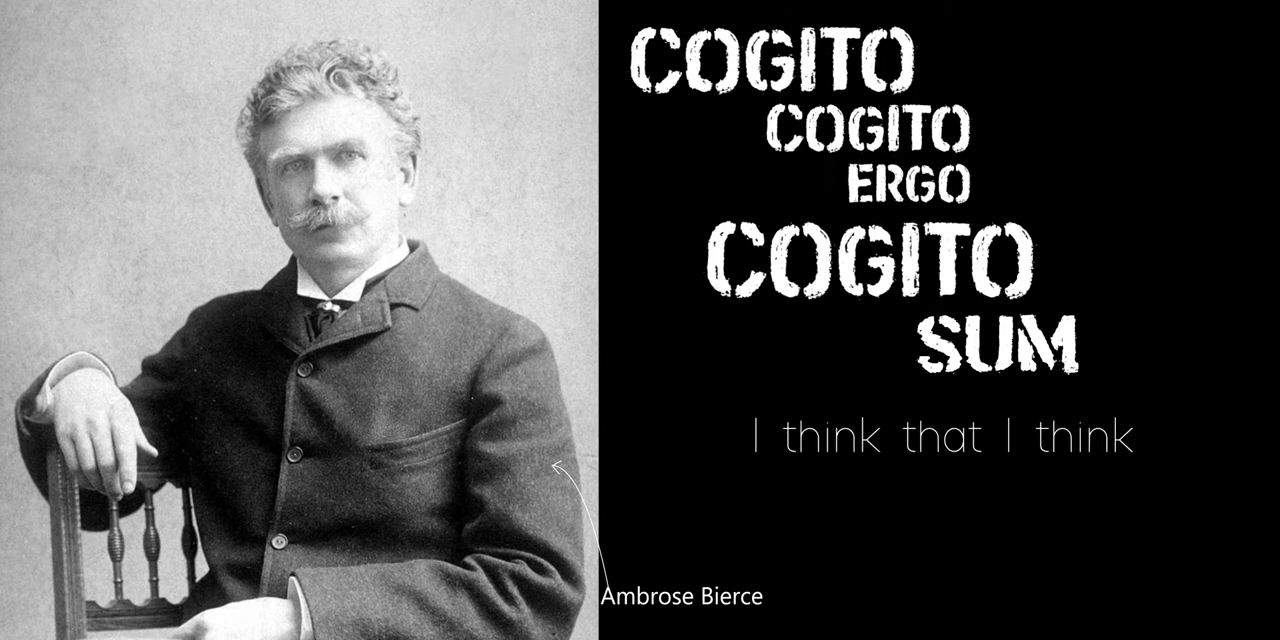 COGITO
COGITO
ERGO
COGITO
SUM
I think that I think
Ambrose Bierce